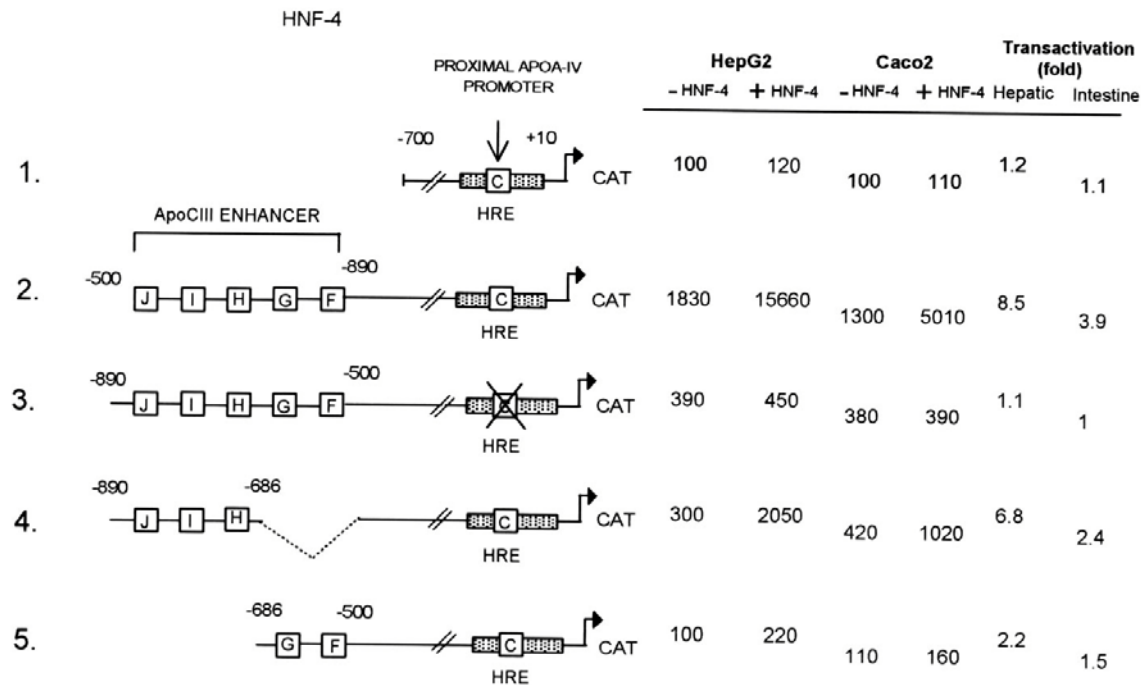 HNF-4
PROXIMAL APOA-IV
PROMOTER
HepG2 Caco2 Transactivation
(fold)
- HNF-4 + HNF-4 - HNF-4 + HNF-4 Hepatic Intestine
-700 +10
1. C CAT 100 120 100 110 1.2 1.1
HRE
ApoCIII ENHANCER
-500 -890
2. J I H G F C CAT 1830 15660 1300 5010 8.5 3.9
HRE
-890 -500
3. J I H G F C CAT 390 450 380 390 1.1 1
HRE
-890 -686
4. J I H C CAT 300 2050 420 1020 6.8 2.4
HRE
-686 -500
5. G F C CAT 100 220 110 160 2.2 1.5
HRE